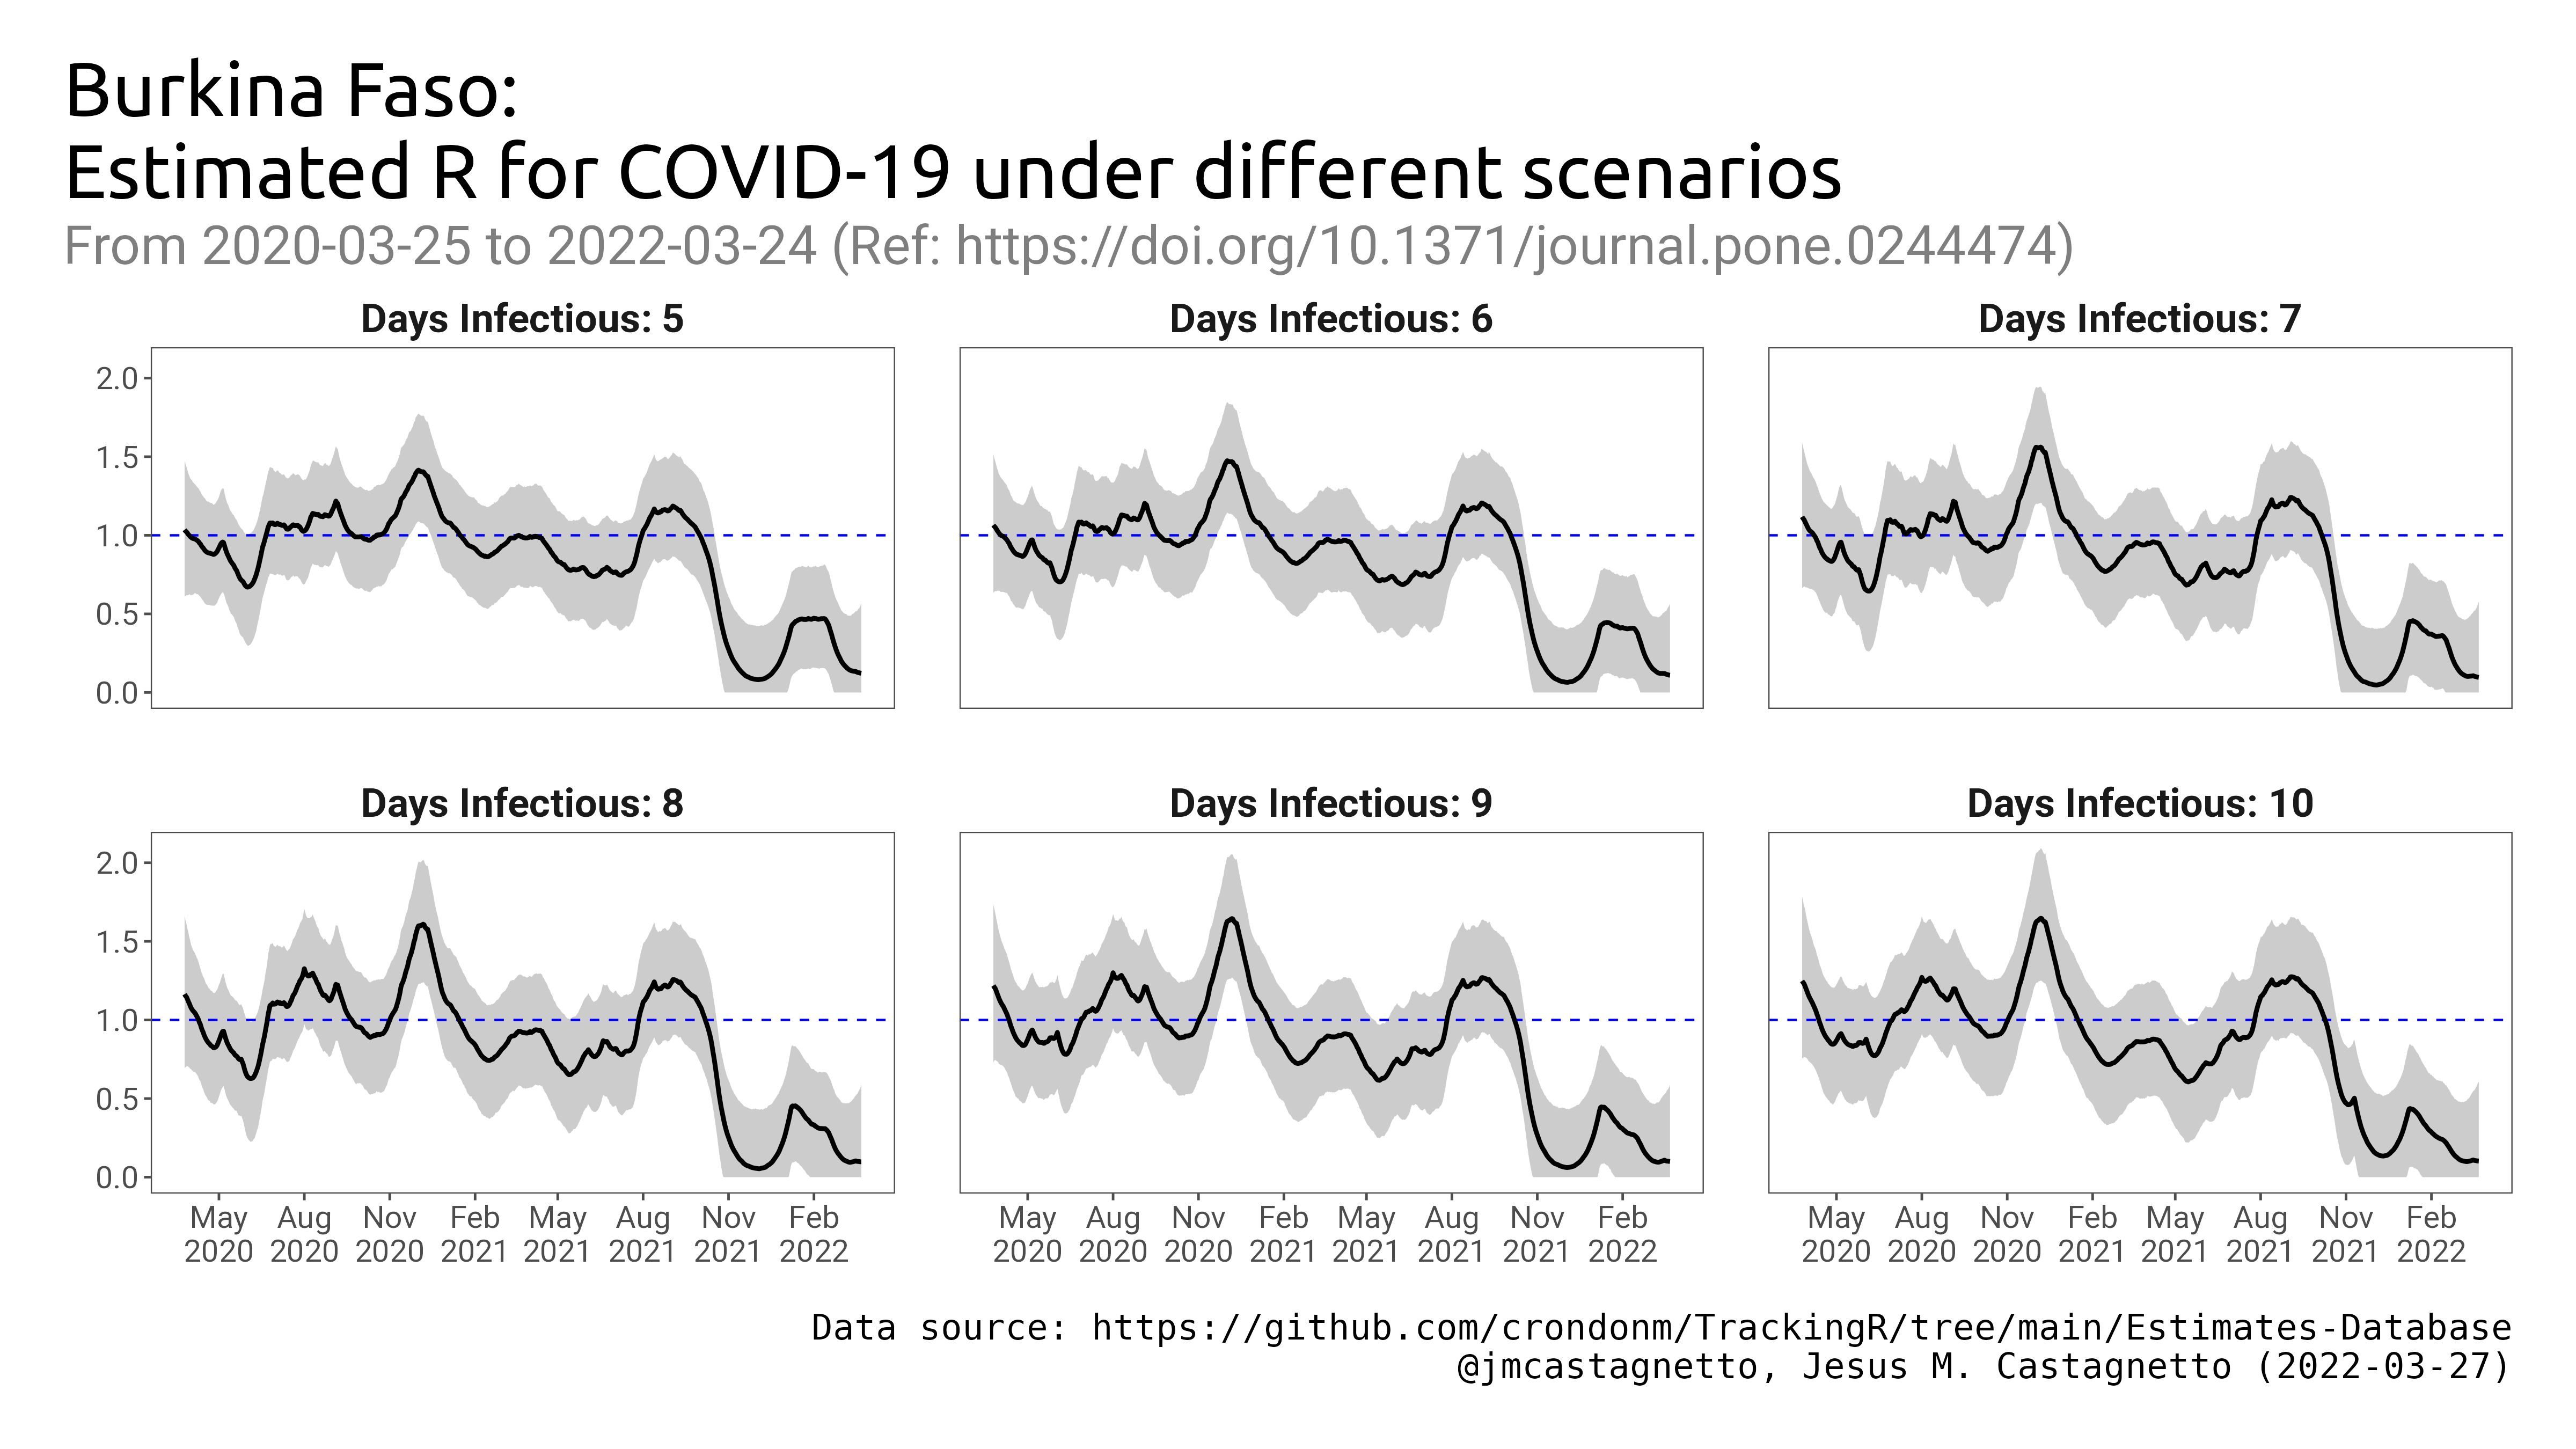 Burkina Faso:
Estimated R for COVID-19 under different scenarios
From 2020-03-25 to 2022-03-24 (Ref: https://doi.org/10.1371/journal.pone.0244474)
Days Infectious: 5
Days Infectious: 6
Days Infectious: 7
2.0
1.5
1.0
0.5
0.0
Days Infectious: 8
Days Infectious: 9
Days Infectious: 10
2.0
1.5
1.0
0.5
0.0
May Aug Nov Feb May Aug Nov Feb
2020 2020 2020 2021 2021 2021 2021 2022
May Aug Nov Feb May Aug Nov Feb
2020 2020 2020 2021 2021 2021 2021 2022
May Aug Nov Feb May Aug Nov Feb
2020 2020 2020 2021 2021 2021 2021 2022
Data source: https://github.com/crondonm/TrackingR/tree/main/Estimates-Database
@jmcastagnetto, Jesus M. Castagnetto (2022-03-27)